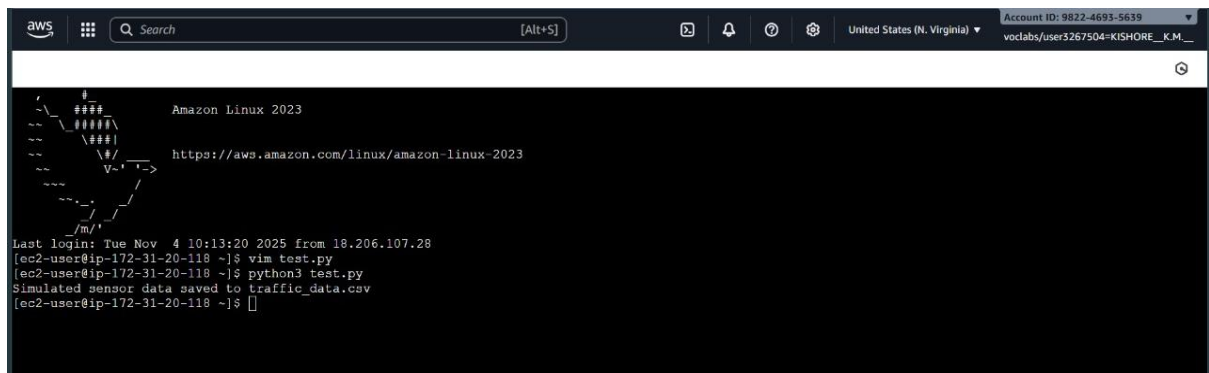 aws Search [Alt+S] United States (N. Virginia) ▼ Account ID: 9822-4693-5639 ▼
voclabs/user3267504=KISHORE__K.M.__
   ,     #_
   ~\_  ####_        Amazon Linux 2023
  ~~  \_#####\
  ~~     \###|
  ~~       \#/ ___   https://aws.amazon.com/linux/amazon-linux-2023
   ~~       V~' '->
    ~~~         /
      ~~._.   _/
         _/ _/
       _/m/'
Last login: Tue Nov  4 10:13:20 2025 from 18.206.107.28
[ec2-user@ip-172-31-20-118 ~]$ vim test.py
[ec2-user@ip-172-31-20-118 ~]$ python3 test.py
Simulated sensor data saved to traffic_data.csv
[ec2-user@ip-172-31-20-118 ~]$